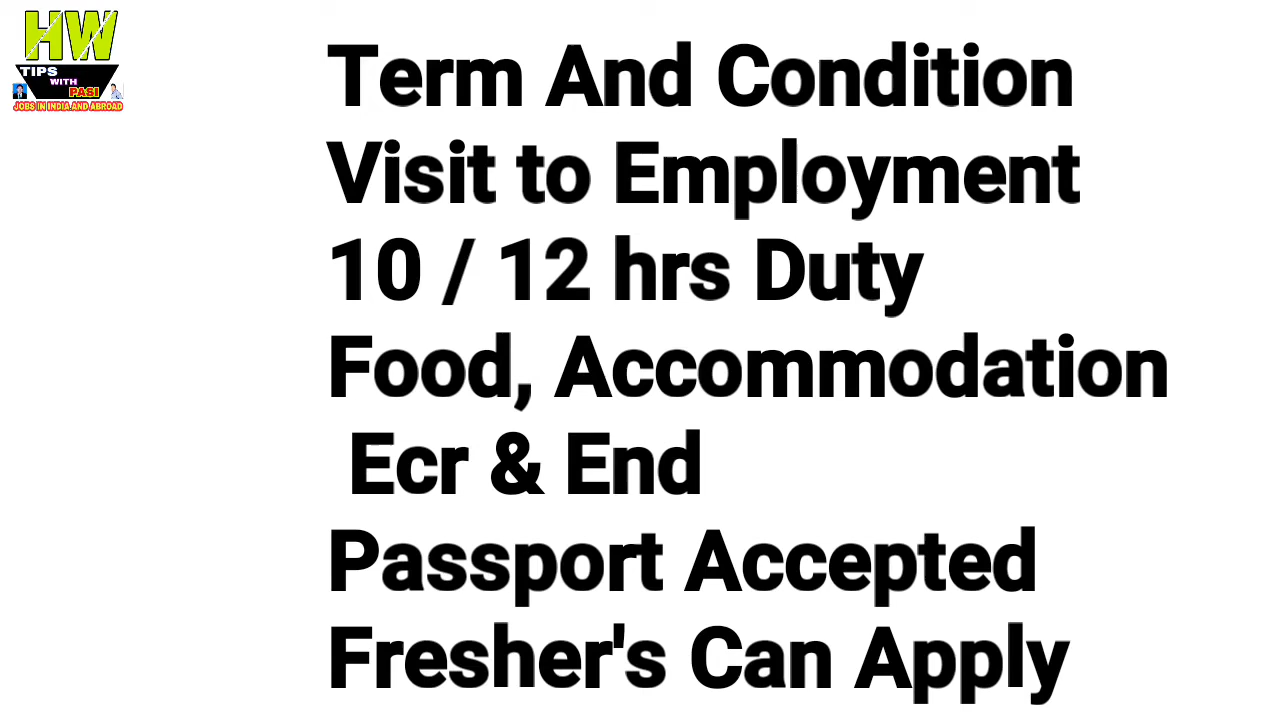 HW
TIPS
WITH
PASI
JOBS IN INDIA AND ABROAD
Term And Condition
Visit to Employment
10 / 12 hrs Duty
Food, Accommodation
Ecr & End
Passport Accepted
Fresher's Can Apply